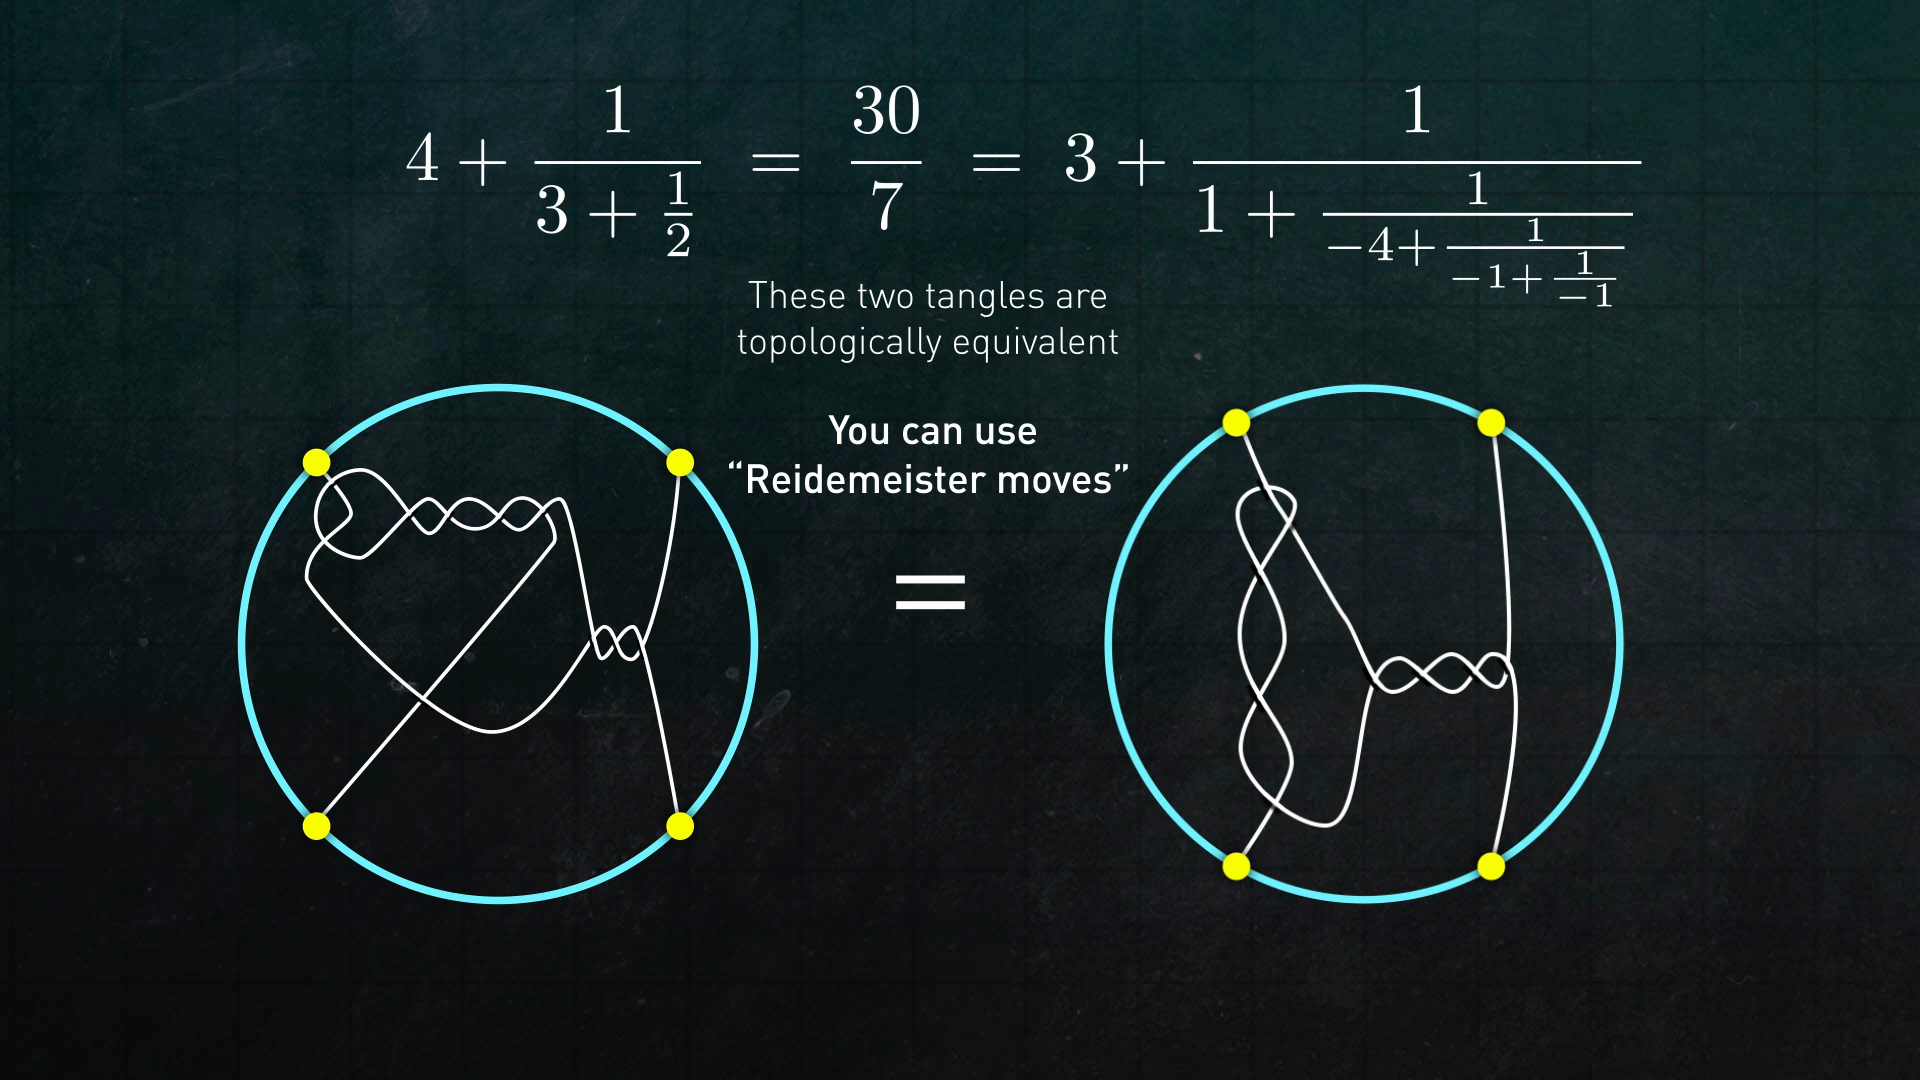 4 + 1/(3 + 1/2) = 30/7 = 3 + 1/(1 + 1/(−4 + 1/(−1 + 1/−1)))
These two tangles are
topologically equivalent
You can use
“Reidemeister moves”
=